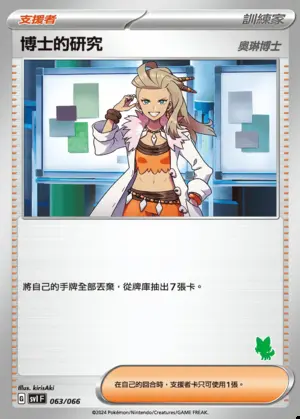 支援者
訓練家
博士的研究
奧琳博士
將自己的手牌全部丟棄，從牌庫抽出7張卡。
Illus. kirisAki
G svI F 063/066
在自己的回合時，支援者卡只可使用1張。
©2024 Pokémon/Nintendo/Creatures/GAME FREAK.